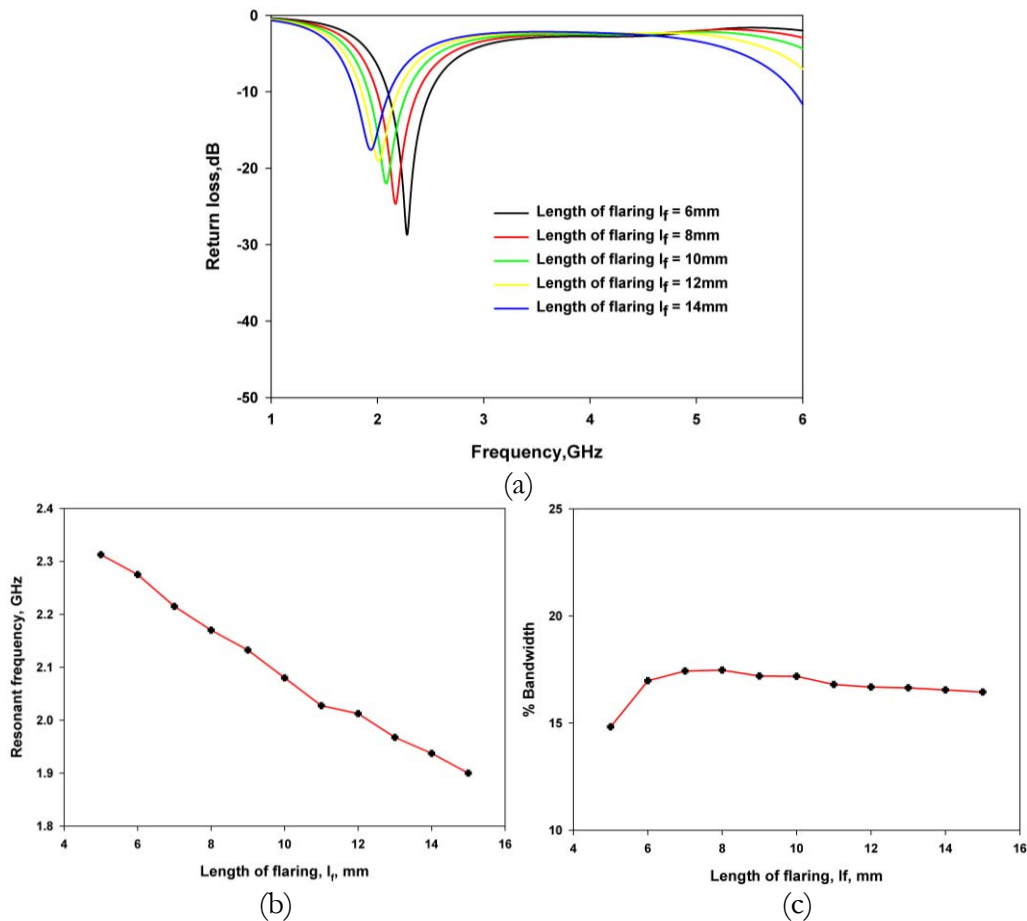 0
-10
-20
-30
-40
-50
Return loss,dB
Length of flaring lf = 6mm
Length of flaring lf = 8mm
Length of flaring lf = 10mm
Length of flaring lf = 12mm
Length of flaring lf = 14mm
1 2 3 4 5 6
Frequency,GHz
(a)
2.4
2.3
2.2
2.1
2.0
1.9
1.8
Resonant frequency, GHz
4 6 8 10 12 14 16
Length of flaring, lf, mm
(b)
25
20
15
10
% Bandwidth
4 6 8 10 12 14 16
Length of flaring, lf, mm
(c)